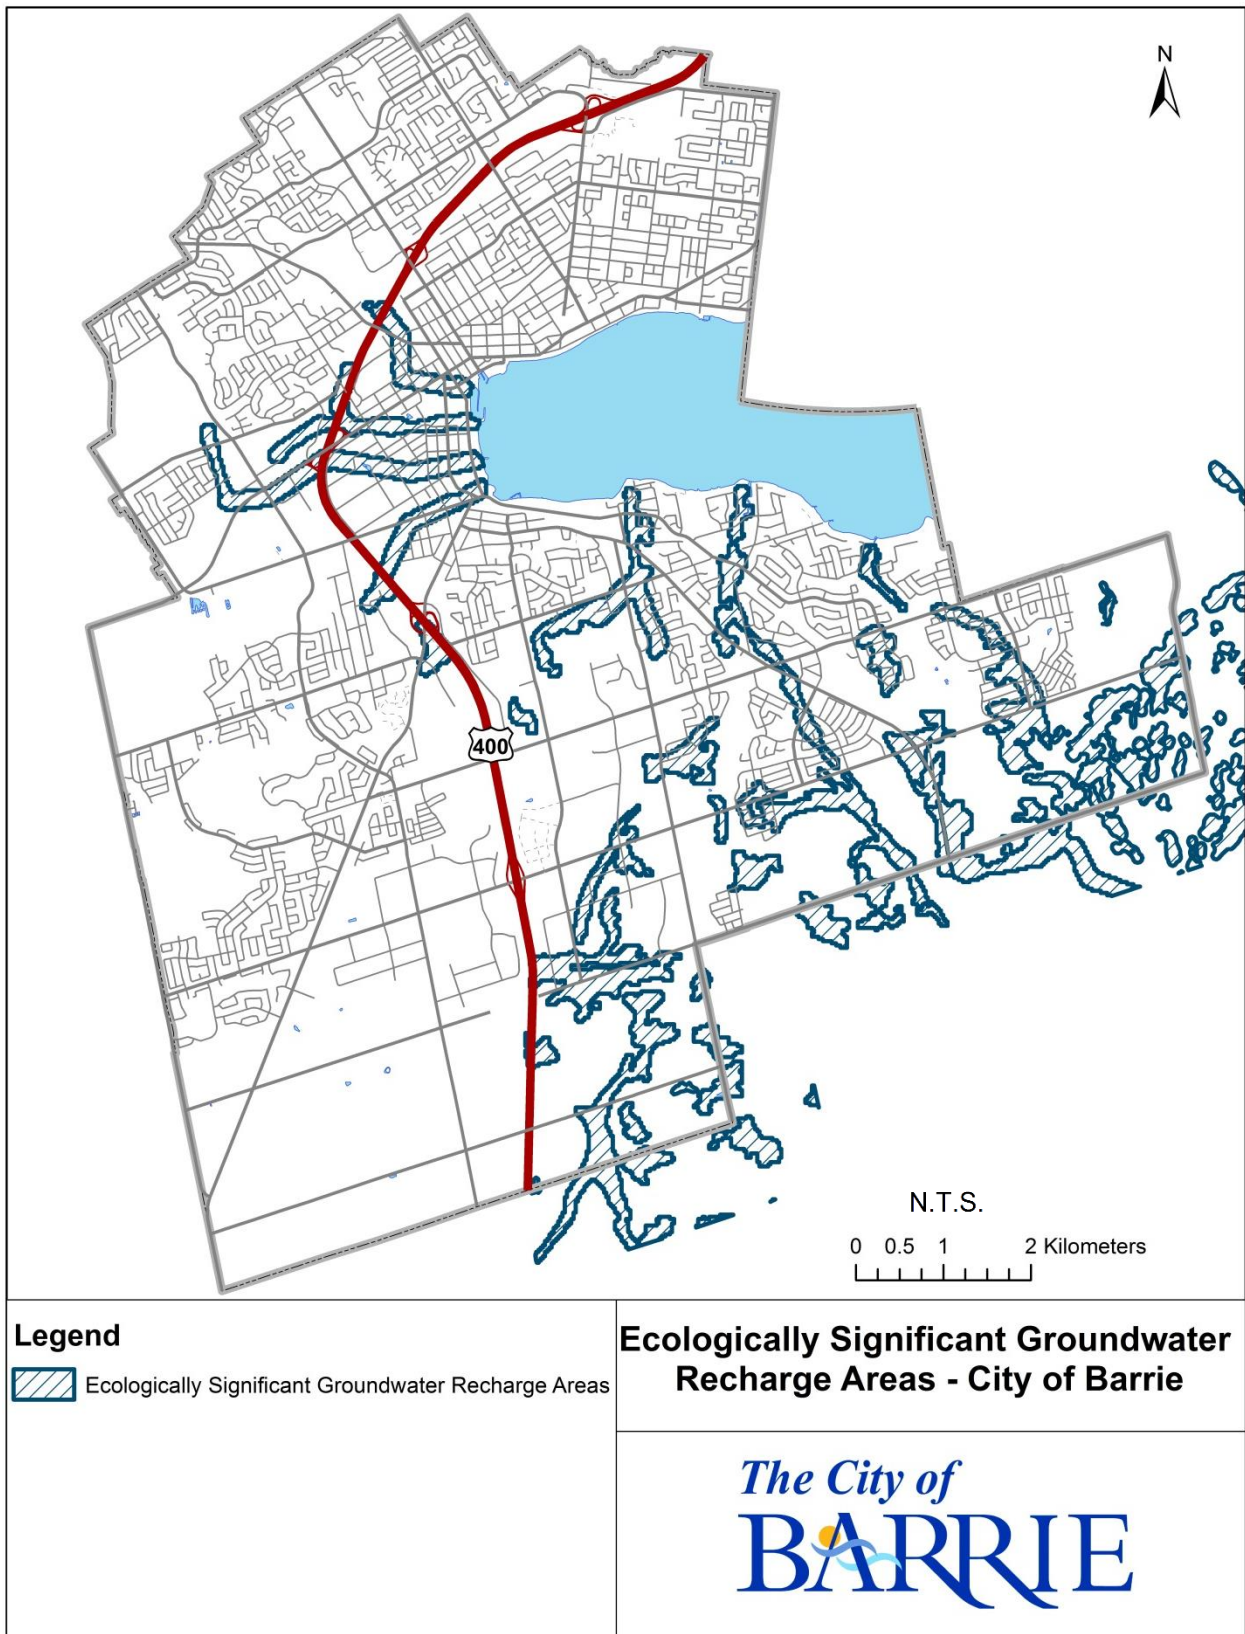 N
400
N.T.S.
0 0.5 1 2 Kilometers
Legend
Ecologically Significant Groundwater Recharge Areas
Ecologically Significant Groundwater
Recharge Areas - City of Barrie
The City of
BARRIE